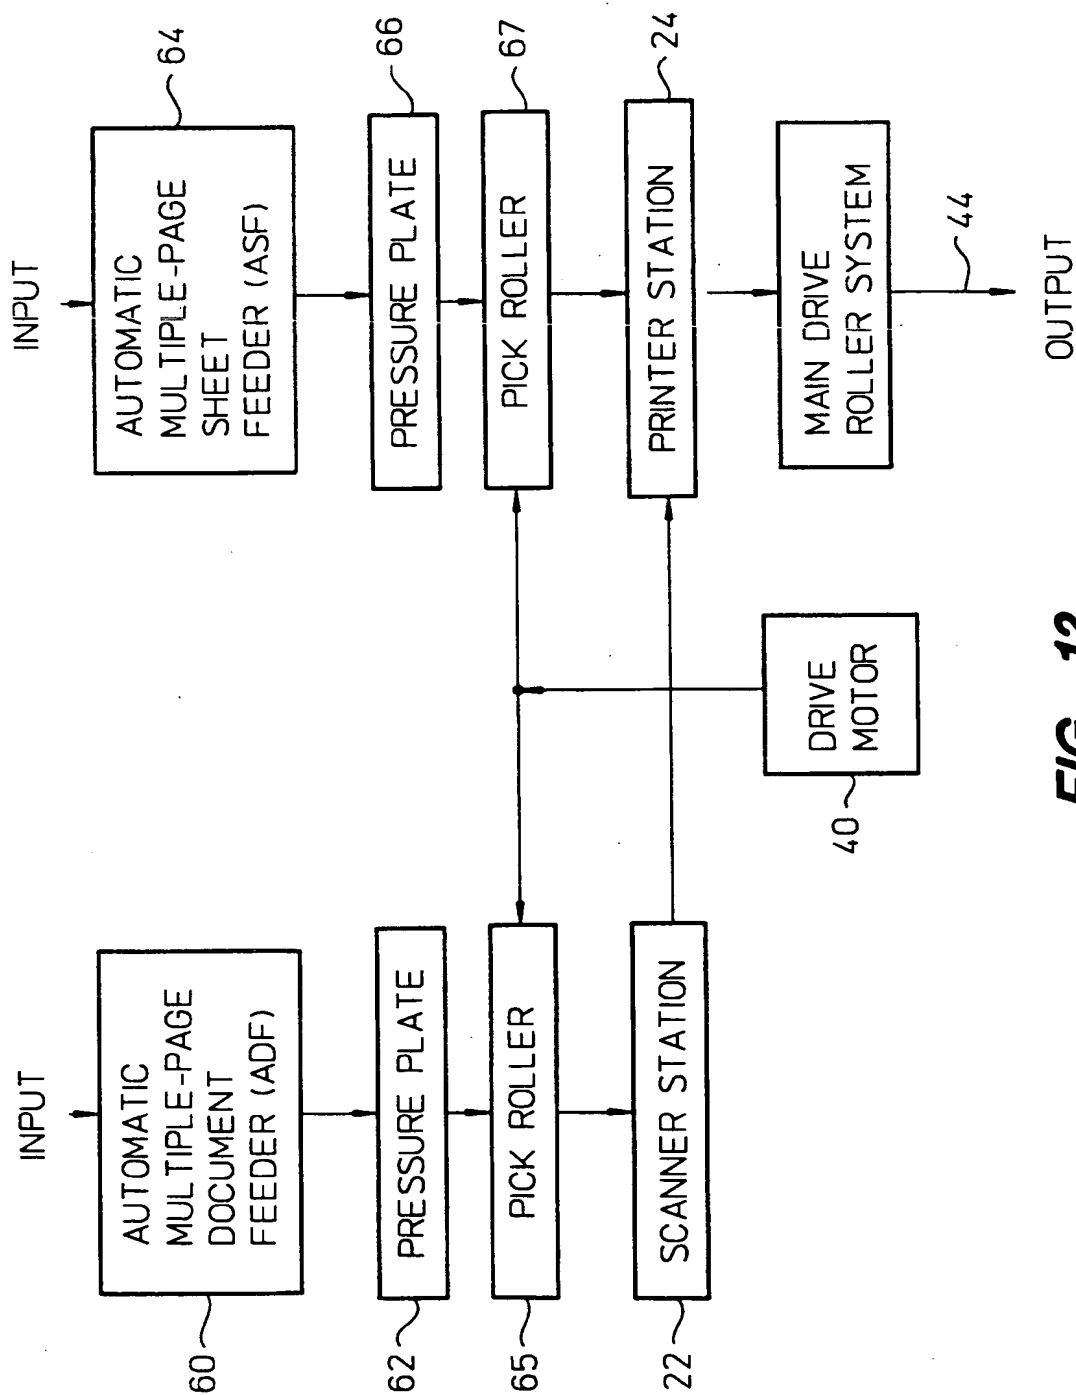 INPUT
AUTOMATIC
MULTIPLE-PAGE
DOCUMENT
FEEDER (ADF)
60
PRESSURE PLATE
62
PICK ROLLER
65
SCANNER STATION
22
DRIVE
MOTOR
40
INPUT
AUTOMATIC
MULTIPLE-PAGE
SHEET
FEEDER (ASF)
64
PRESSURE PLATE
66
PICK ROLLER
67
PRINTER STATION
24
MAIN DRIVE
ROLLER SYSTEM
44
OUTPUT